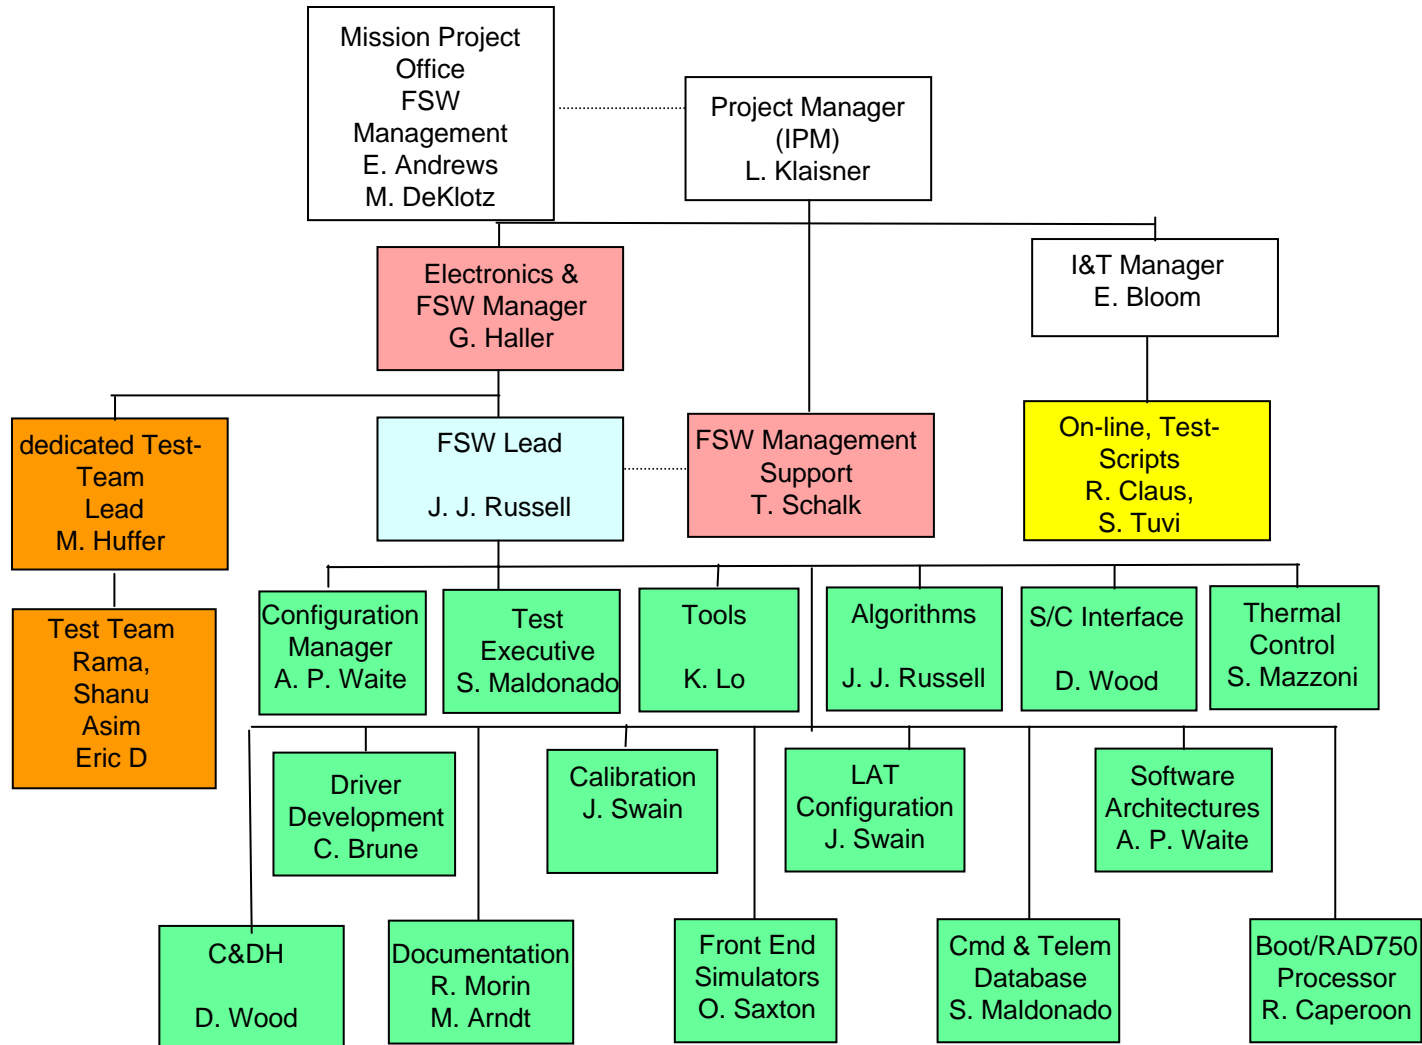 Mission Project
Office
FSW
Management
E. Andrews
M. DeKlotz
Project Manager
(IPM)
L. Klaisner
Electronics &
FSW Manager
G. Haller
I&T Manager
E. Bloom
dedicated Test-
Team
Lead
M. Huffer
FSW Lead
J. J. Russell
FSW Management
Support
T. Schalk
On-line, Test-
Scripts
R. Claus,
S. Tuvi
Test Team
Rama,
Shanu
Asim
Eric D
Configuration
Manager
A. P. Waite
Test
Executive
S. Maldonado
Tools
K. Lo
Algorithms
J. J. Russell
S/C Interface
D. Wood
Thermal
Control
S. Mazzoni
Driver
Development
C. Brune
Calibration
J. Swain
LAT
Configuration
J. Swain
Software
Architectures
A. P. Waite
C&DH
D. Wood
Documentation
R. Morin
M. Arndt
Front End
Simulators
O. Saxton
Cmd & Telem
Database
S. Maldonado
Boot/RAD750
Processor
R. Caperoon